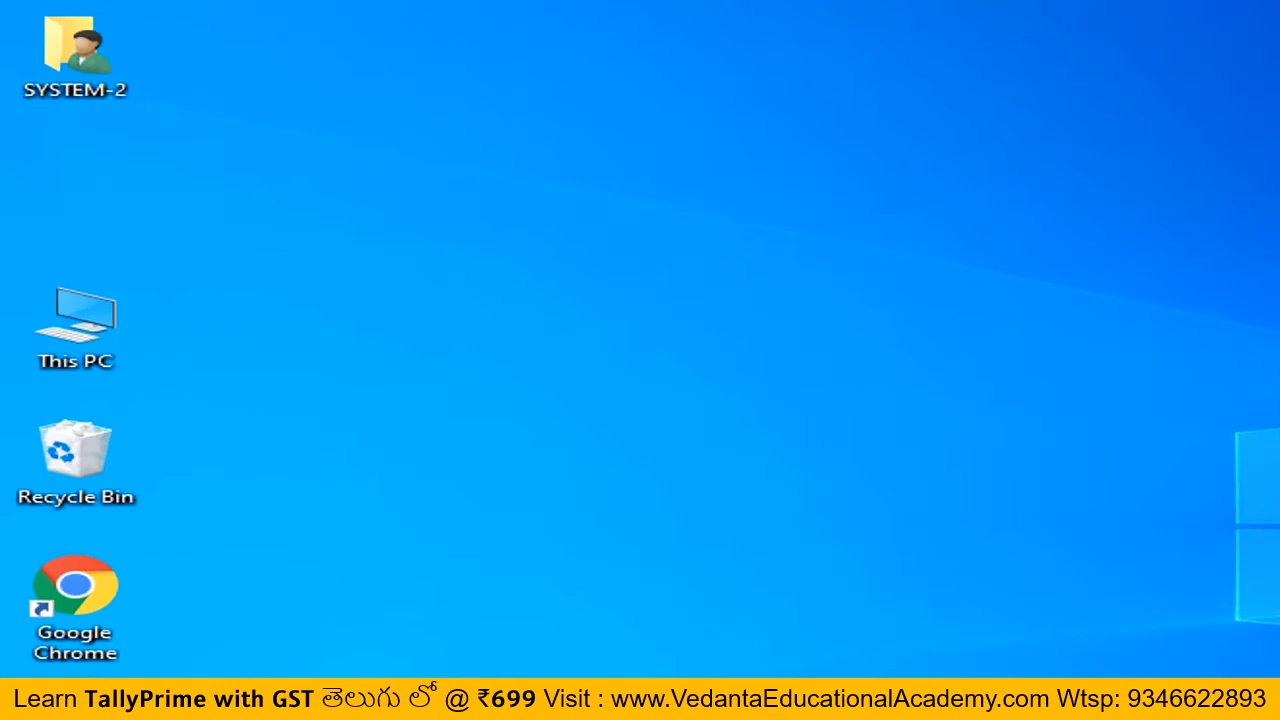 SYSTEM-2
This PC
Recycle Bin
Google
Chrome
Learn TallyPrime with GST తెలుగు లో @ ₹699 Visit : www.VedantaEducationalAcademy.com Wtsp: 9346622893